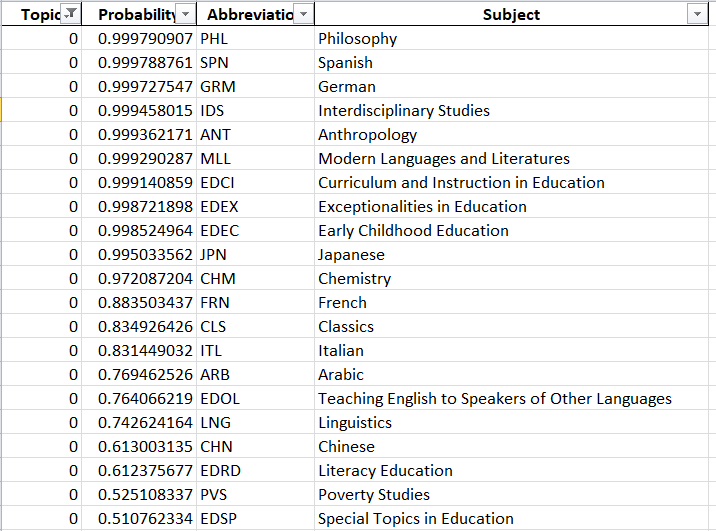 Topic Probability Abbreviatio Subject
0 0.999790907 PHL Philosophy
0 0.999788761 SPN Spanish
0 0.999727547 GRM German
0 0.999458015 IDS Interdisciplinary Studies
0 0.999362171 ANT Anthropology
0 0.999290287 MLL Modern Languages and Literatures
0 0.999140859 EDCI Curriculum and Instruction in Education
0 0.998721898 EDEX Exceptionalities in Education
0 0.998524964 EDEC Early Childhood Education
0 0.995033562 JPN Japanese
0 0.972087204 CHM Chemistry
0 0.883503437 FRN French
0 0.834926426 CLS Classics
0 0.831449032 ITL Italian
0 0.769462526 ARB Arabic
0 0.764066219 EDOL Teaching English to Speakers of Other Languages
0 0.742624164 LNG Linguistics
0 0.613003135 CHN Chinese
0 0.612375677 EDRD Literacy Education
0 0.525108337 PVS Poverty Studies
0 0.510762334 EDSP Special Topics in Education